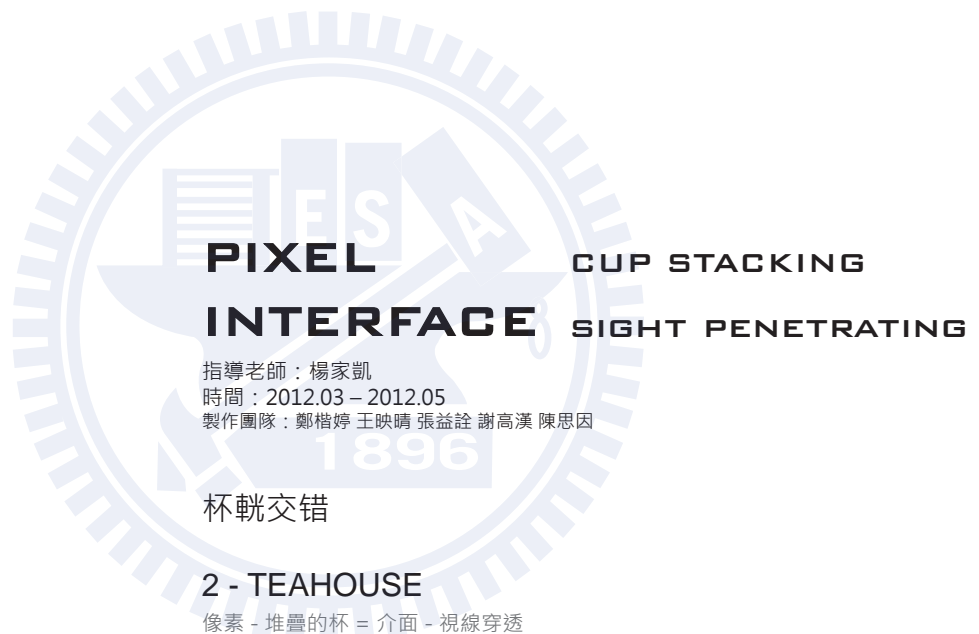 PIXEL
CUP STACKING
INTERFACE
SIGHT PENETRATING
指導老師：楊家凱
時間：2012.03 – 2012.05
製作團隊：鄭楷婷 王映晴 張益詮 謝高漢 陳思因
杯觥交错
2 - TEAHOUSE
像素 - 堆疊的杯 = 介面 - 視線穿透
E S A
1896